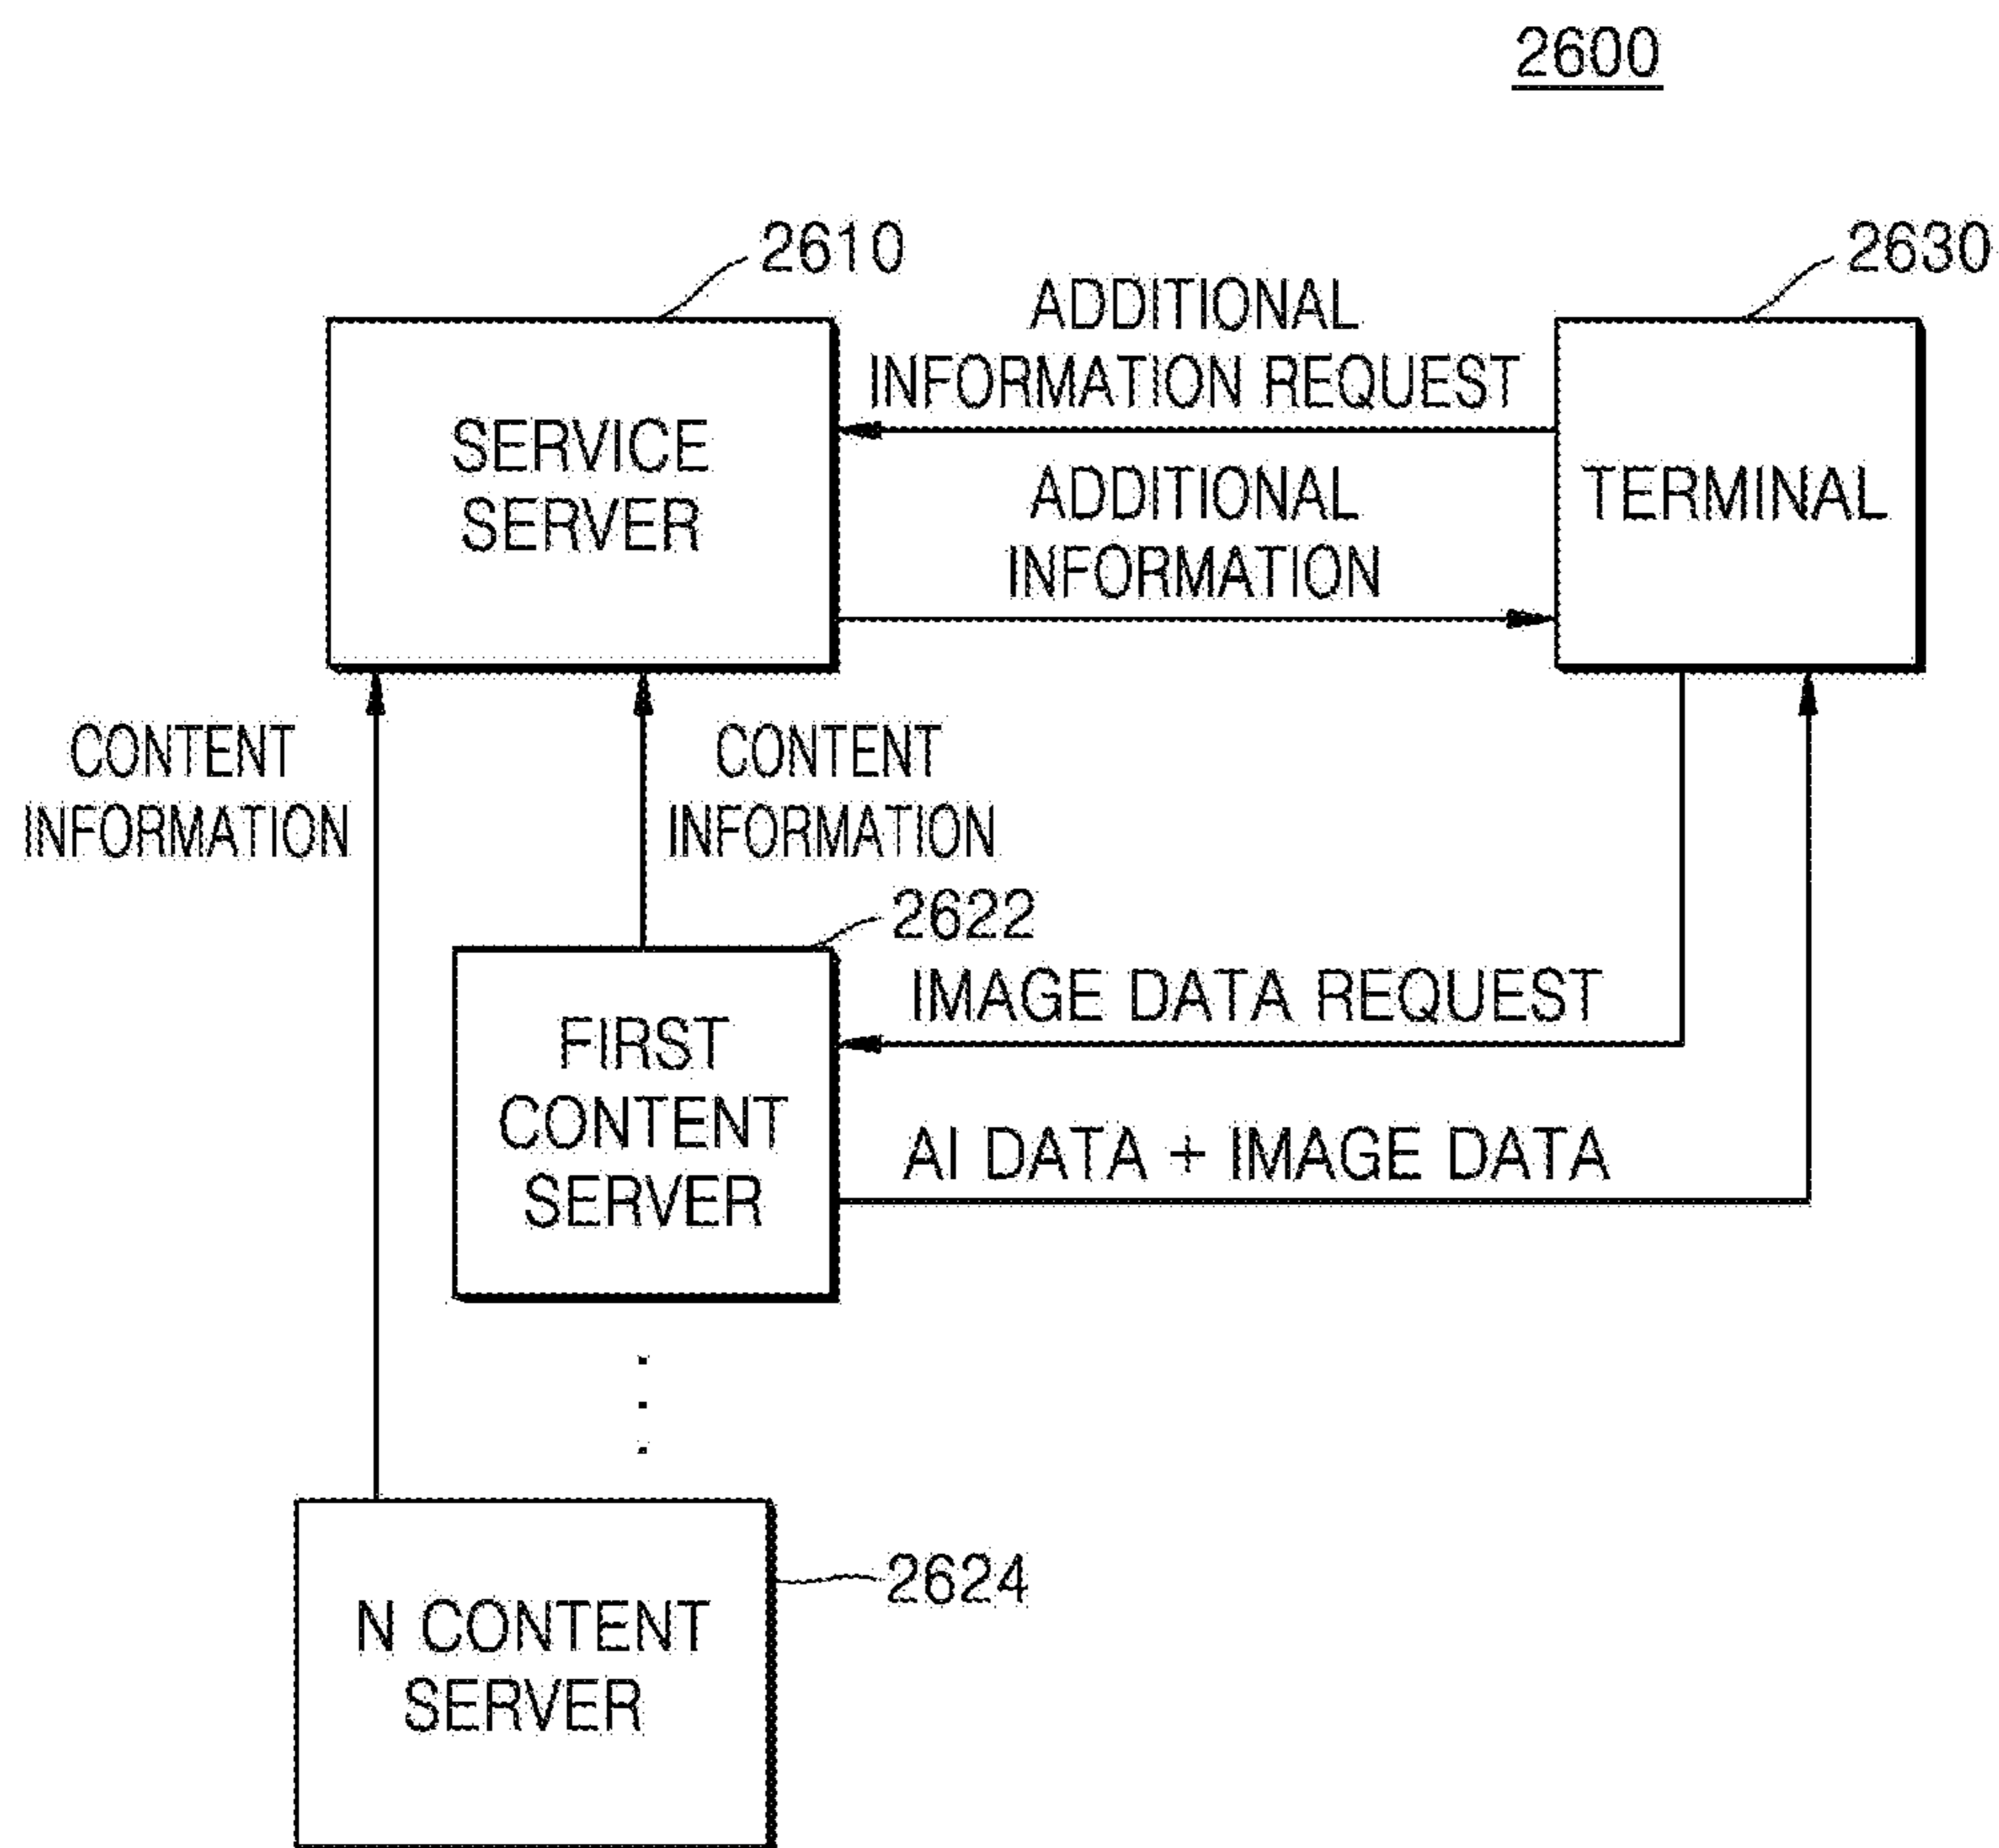 2600
2610
2630
ADDITIONAL
INFORMATION REQUEST
SERVICE
SERVER
ADDITIONAL
INFORMATION
TERMINAL
CONTENT
INFORMATION
CONTENT
INFORMATION
2622
IMAGE DATA REQUEST
FIRST
CONTENT
SERVER
AI DATA + IMAGE DATA
2624
N CONTENT
SERVER